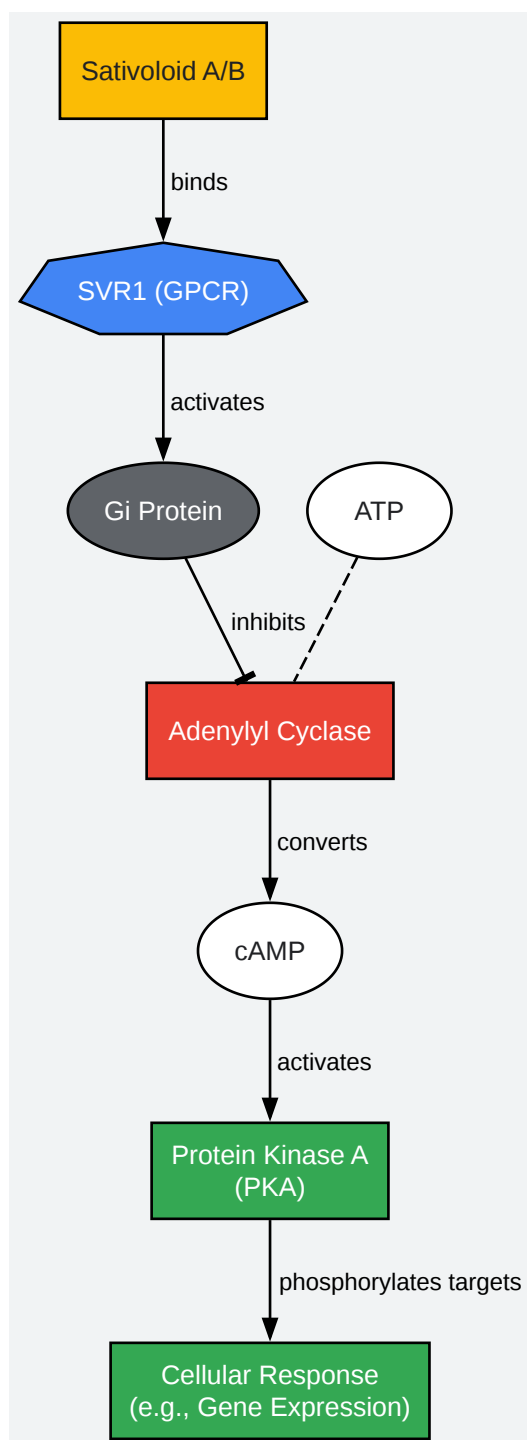 Sativoloid A/B
binds
SVR1 (GPCR)
activates
Gi Protein
ATP
inhibits
Adenylyl Cyclase
converts
cAMP
activates
Protein Kinase A
(PKA)
phosphorylates targets
Cellular Response
(e.g., Gene Expression)